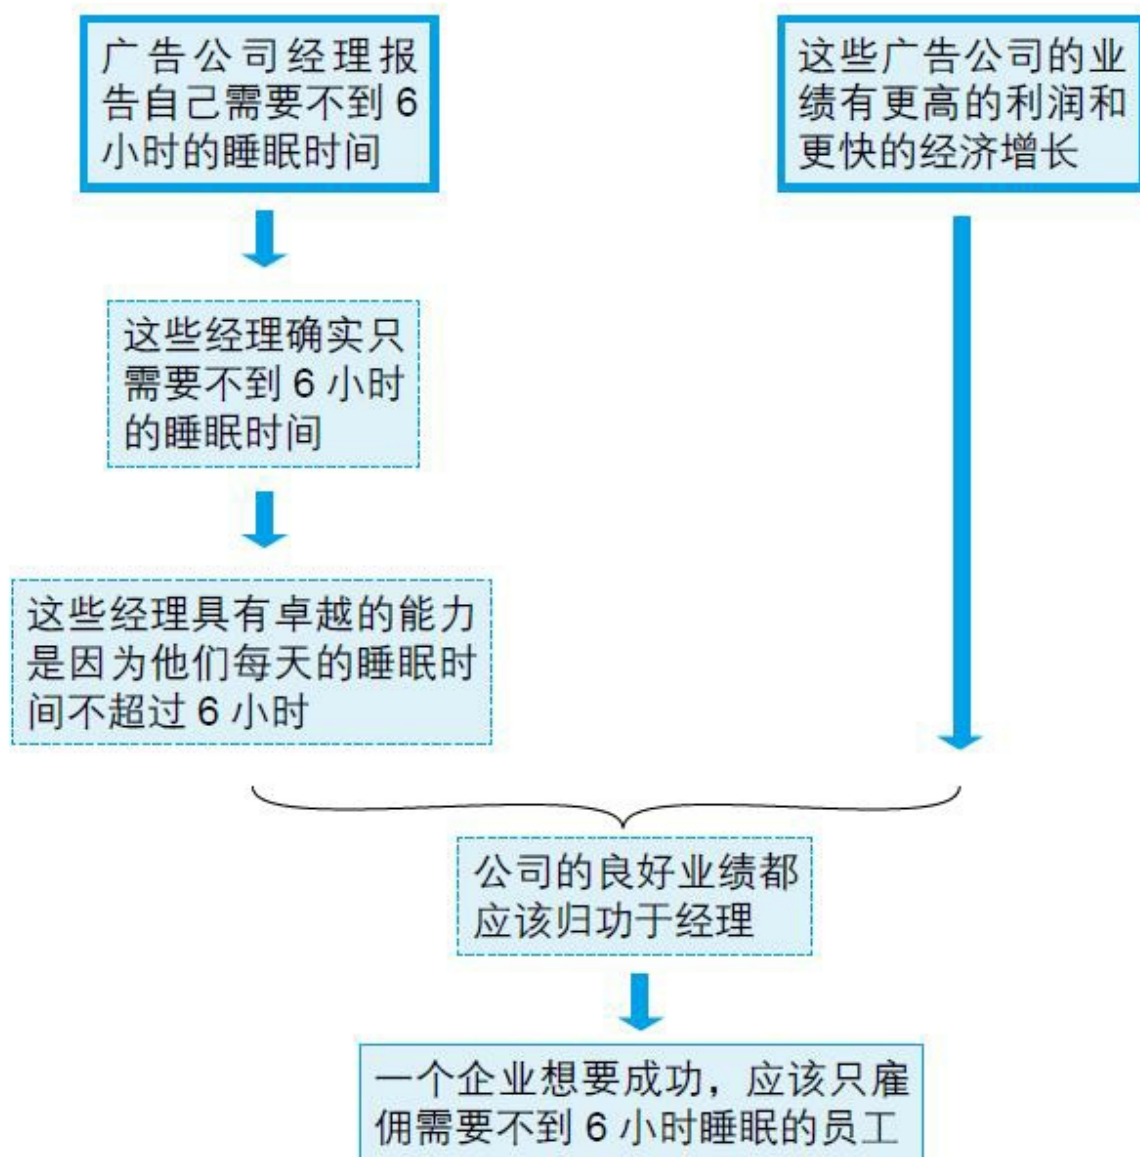 广告公司经理报
告自己需要不到 6
小时的睡眠时间
这些广告公司的业
绩有更高的利润和
更快的经济增长
这些经理确实只
需要不到 6 小时
的睡眠时间
这些经理具有卓越的能力
是因为他们每天的睡眠时
间不超过 6 小时
公司的良好业绩都
应该归功于经理
一个企业想要成功，应该只雇
佣需要不到 6 小时睡眠的员工